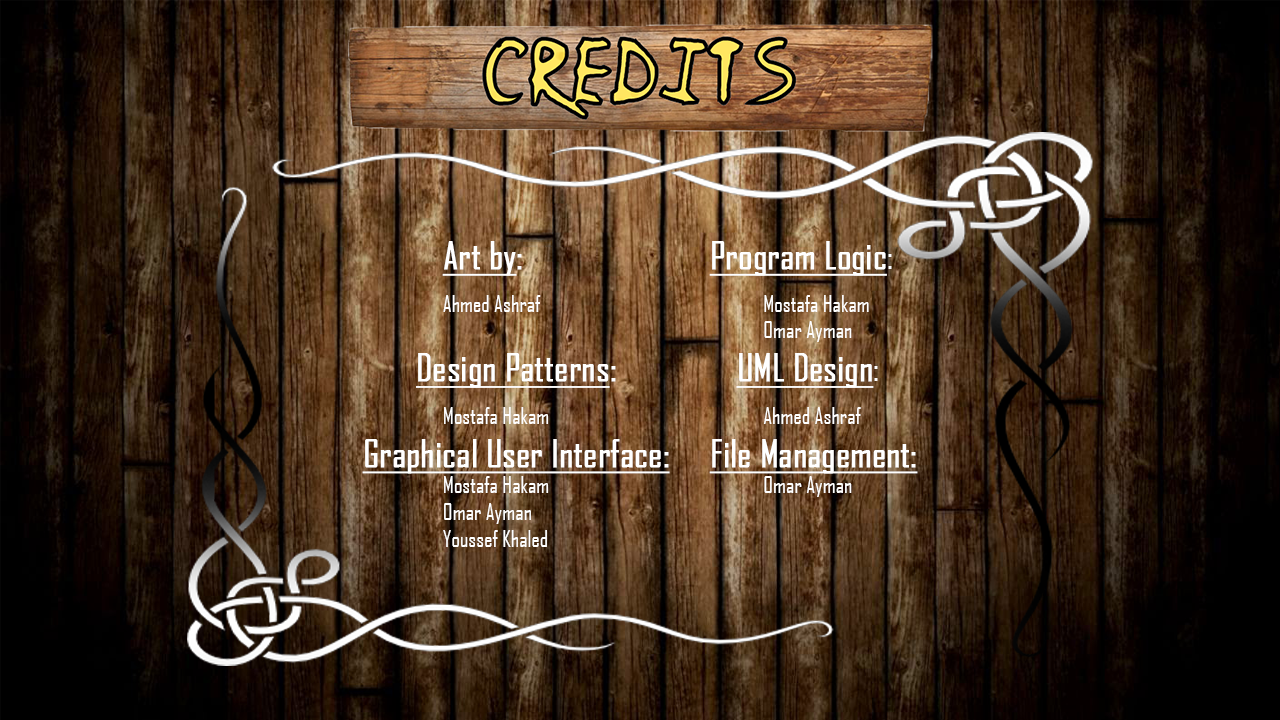 CREDITS
Art by:
Ahmed Ashraf
Program Logic:
Mostafa Hakam
Omar Ayman
Design Patterns:
Mostafa Hakam
UML Design:
Ahmed Ashraf
Graphical User Interface:
Mostafa Hakam
Omar Ayman
Youssef Khaled
File Management:
Omar Ayman